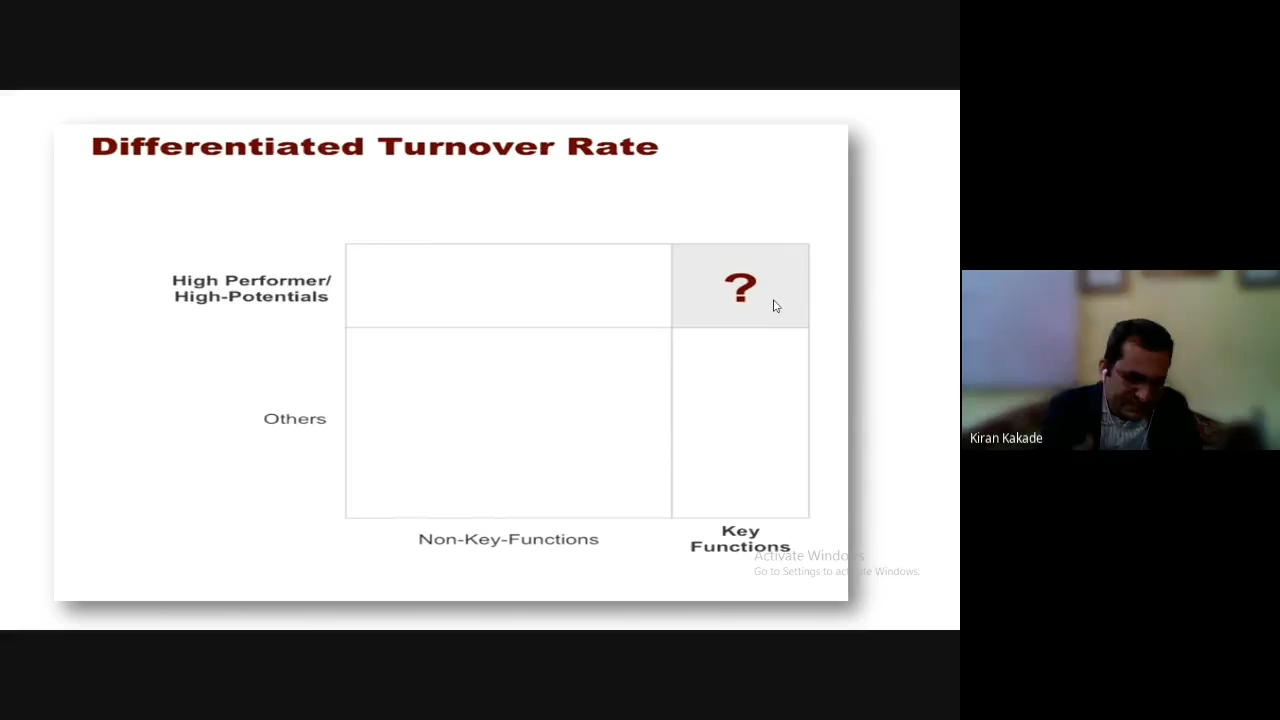 Differentiated Turnover Rate
High Performer/
High-Potentials
?
Others
Non-Key-Functions
Key
Functions
Activate Windows
Go to Settings to activate Windows.
Kiran Kakade